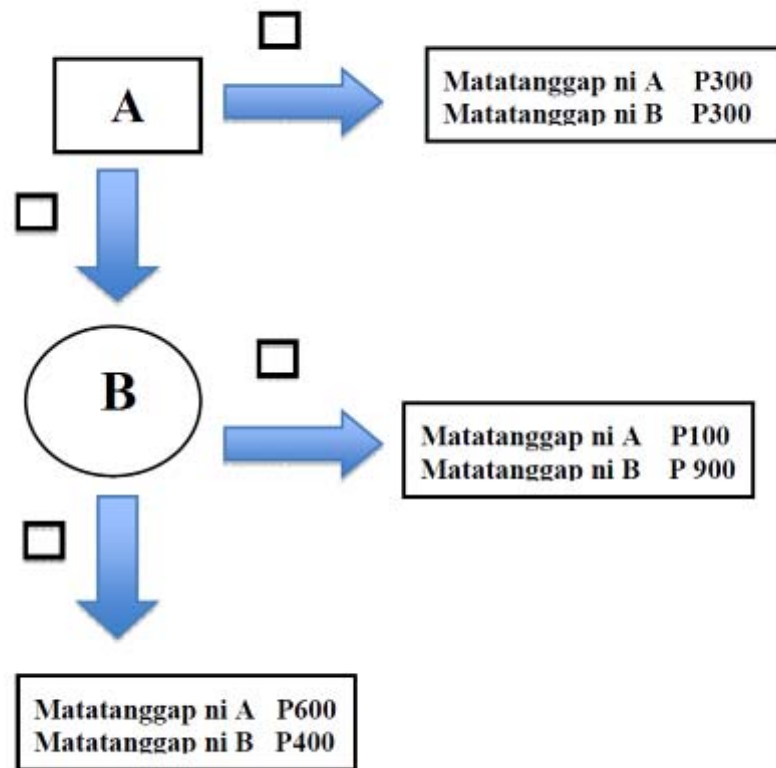 A
Matatanggap ni A P300
Matatanggap ni B P300
B
Matatanggap ni A P100
Matatanggap ni B P 900
Matatanggap ni A P600
Matatanggap ni B P400